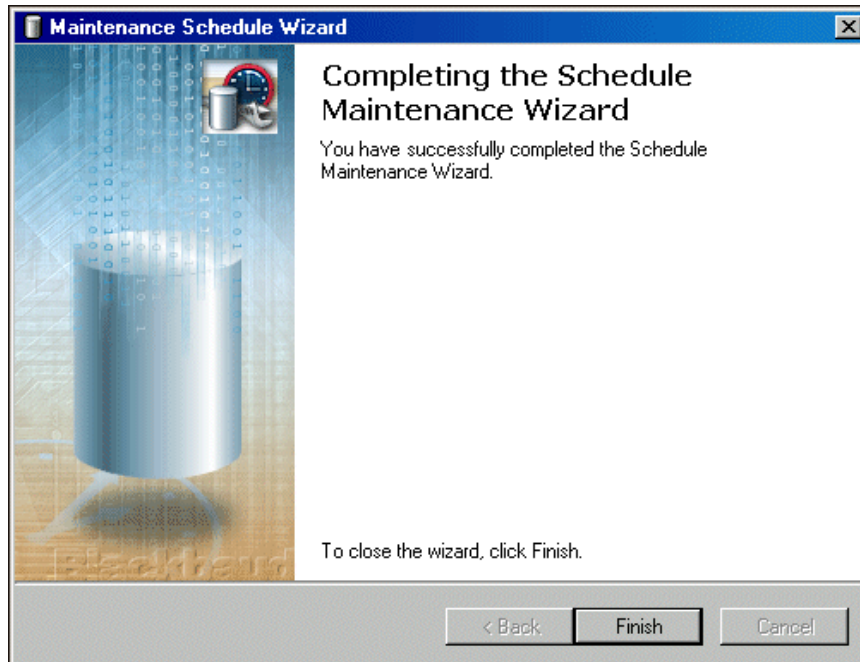 Maintenance Schedule Wizard
Completing the Schedule
Maintenance Wizard
You have successfully completed the Schedule
Maintenance Wizard.
To close the wizard, click Finish.
Blackbaud
< Back
Finish
Cancel